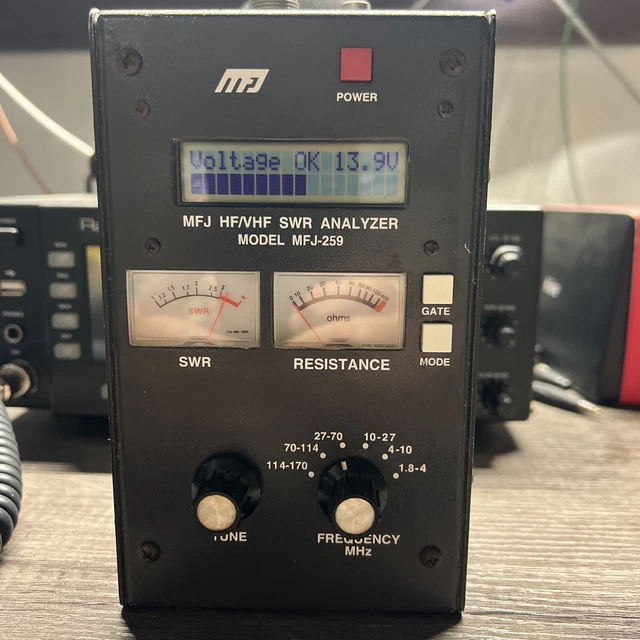 MFJ
POWER
Voltage OK 13.9V
MFJ HF/VHF SWR ANALYZER
MODEL MFJ-259
SWR
ohms
GATE
SWR
RESISTANCE
MODE
27-70
10-27
70-114
4-10
114-170
1.8-4
TUNE
FREQUENCY
MHz